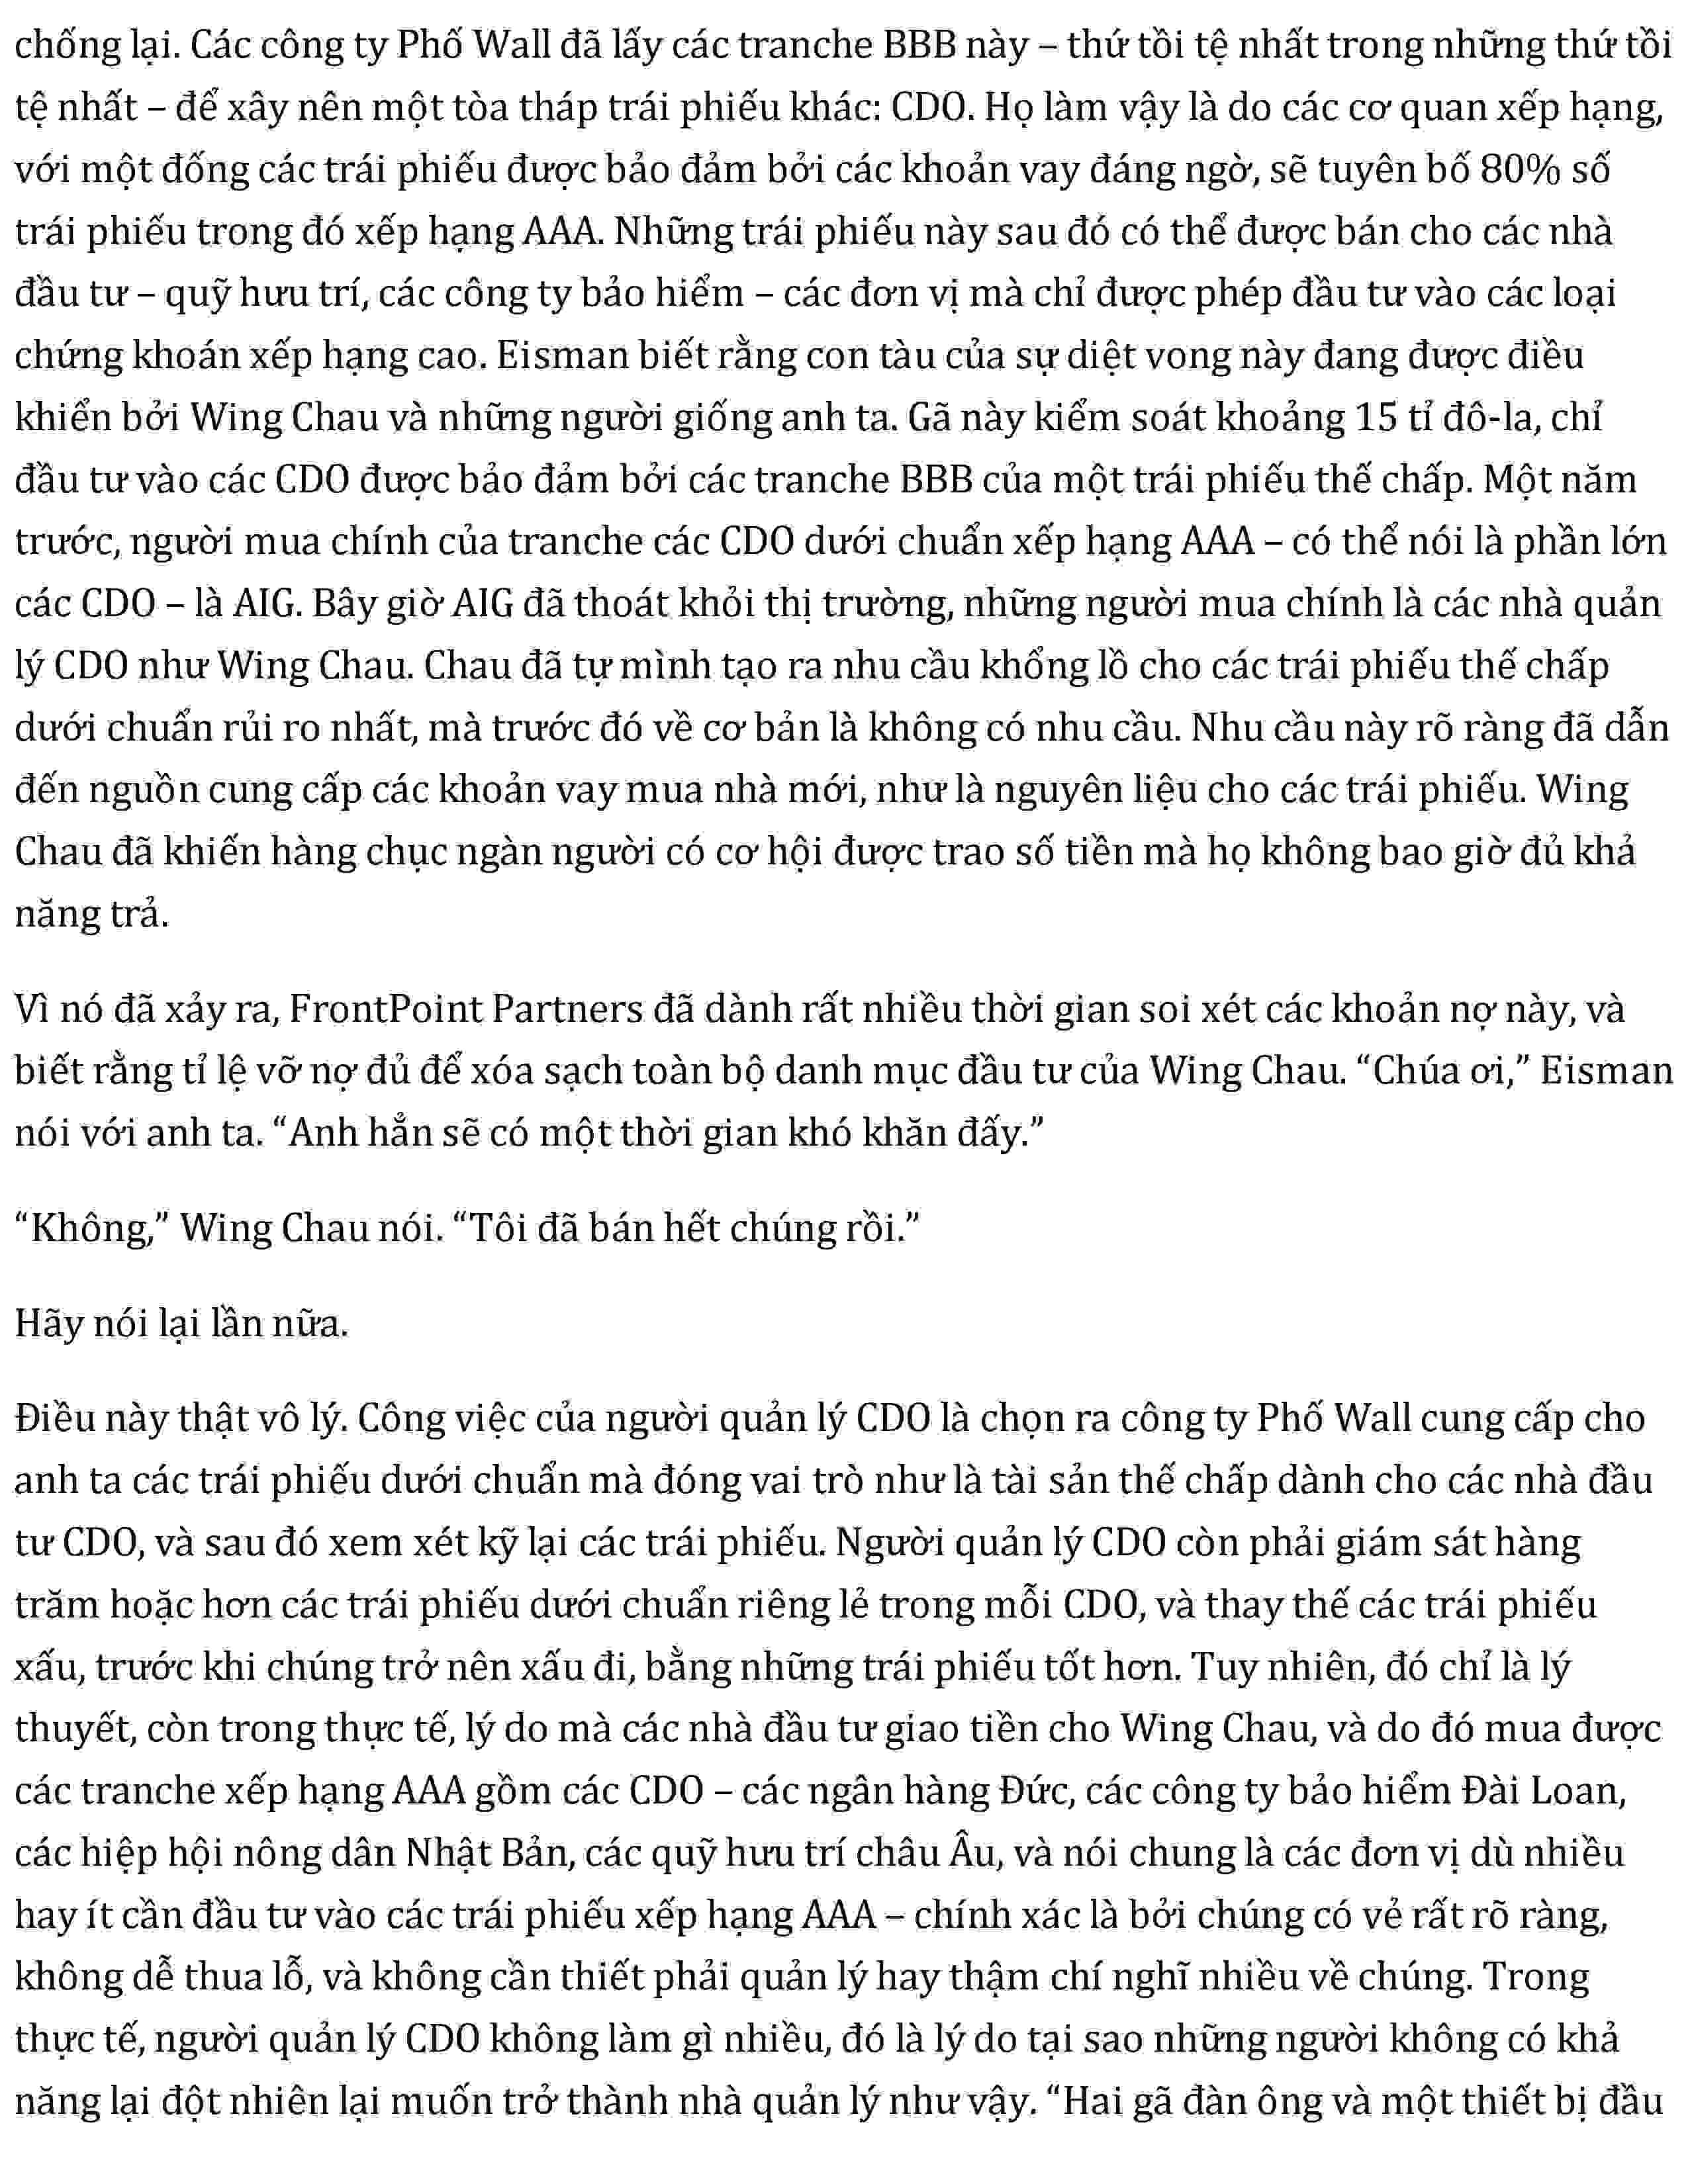 chống lại. Các công ty Phố Wall đã lấy các tranche BBB này – thứ tồi tệ nhất trong những thứ tồi
tệ nhất – để xây nên một tòa tháp trái phiếu khác: CDO. Họ làm vậy là do các cơ quan xếp hạng,
với một đống các trái phiếu được bảo đảm bởi các khoản vay đáng ngờ, sẽ tuyên bố 80% số
trái phiếu trong đó xếp hạng AAA. Những trái phiếu này sau đó có thể được bán cho các nhà
đầu tư – quỹ hưu trí, các công ty bảo hiểm – các đơn vị mà chỉ được phép đầu tư vào các loại
chứng khoán xếp hạng cao. Eisman biết rằng con tàu của sự diệt vong này đang được điều
khiển bởi Wing Chau và những người giống anh ta. Gã này kiểm soát khoảng 15 tỉ đô-la, chỉ
đầu tư vào các CDO được bảo đảm bởi các tranche BBB của một trái phiếu thế chấp. Một năm
trước, người mua chính của tranche các CDO dưới chuẩn xếp hạng AAA – có thể nói là phần lớn
các CDO – là AIG. Bây giờ AIG đã thoát khỏi thị trường, những người mua chính là các nhà quản
lý CDO như Wing Chau. Chau đã tự mình tạo ra nhu cầu khổng lồ cho các trái phiếu thế chấp
dưới chuẩn rủi ro nhất, mà trước đó về cơ bản là không có nhu cầu. Nhu cầu này rõ ràng đã dẫn
đến nguồn cung cấp các khoản vay mua nhà mới, như là nguyên liệu cho các trái phiếu. Wing
Chau đã khiến hàng chục ngàn người có cơ hội được trao số tiền mà họ không bao giờ đủ khả
năng trả.
Vì nó đã xảy ra, FrontPoint Partners đã dành rất nhiều thời gian soi xét các khoản nợ này, và
biết rằng tỉ lệ vỡ nợ đủ để xóa sạch toàn bộ danh mục đầu tư của Wing Chau. “Chúa ơi,” Eisman
nói với anh ta. “Anh hẳn sẽ có một thời gian khó khăn đấy.”
“Không,” Wing Chau nói. “Tôi đã bán hết chúng rồi.”
Hãy nói lại lần nữa.
Điều này thật vô lý. Công việc của người quản lý CDO là chọn ra công ty Phố Wall cung cấp cho
anh ta các trái phiếu dưới chuẩn mà đóng vai trò như là tài sản thế chấp dành cho các nhà đầu
tư CDO, và sau đó xem xét kỹ lại các trái phiếu. Người quản lý CDO còn phải giám sát hàng
trăm hoặc hơn các trái phiếu dưới chuẩn riêng lẻ trong mỗi CDO, và thay thế các trái phiếu
xấu, trước khi chúng trở nên xấu đi, bằng những trái phiếu tốt hơn. Tuy nhiên, đó chỉ là lý
thuyết, còn trong thực tế, lý do mà các nhà đầu tư giao tiền cho Wing Chau, và do đó mua được
các tranche xếp hạng AAA gồm các CDO – các ngân hàng Đức, các công ty bảo hiểm Đài Loan,
các hiệp hội nông dân Nhật Bản, các quỹ hưu trí châu Âu, và nói chung là các đơn vị dù nhiều
hay ít cần đầu tư vào các trái phiếu xếp hạng AAA – chính xác là bởi chúng có vẻ rất rõ ràng,
không dễ thua lỗ, và không cần thiết phải quản lý hay thậm chí nghĩ nhiều về chúng. Trong
thực tế, người quản lý CDO không làm gì nhiều, đó là lý do tại sao những người không có khả
năng lại đột nhiên lại muốn trở thành nhà quản lý như vậy. “Hai gã đàn ông và một thiết bị đầu